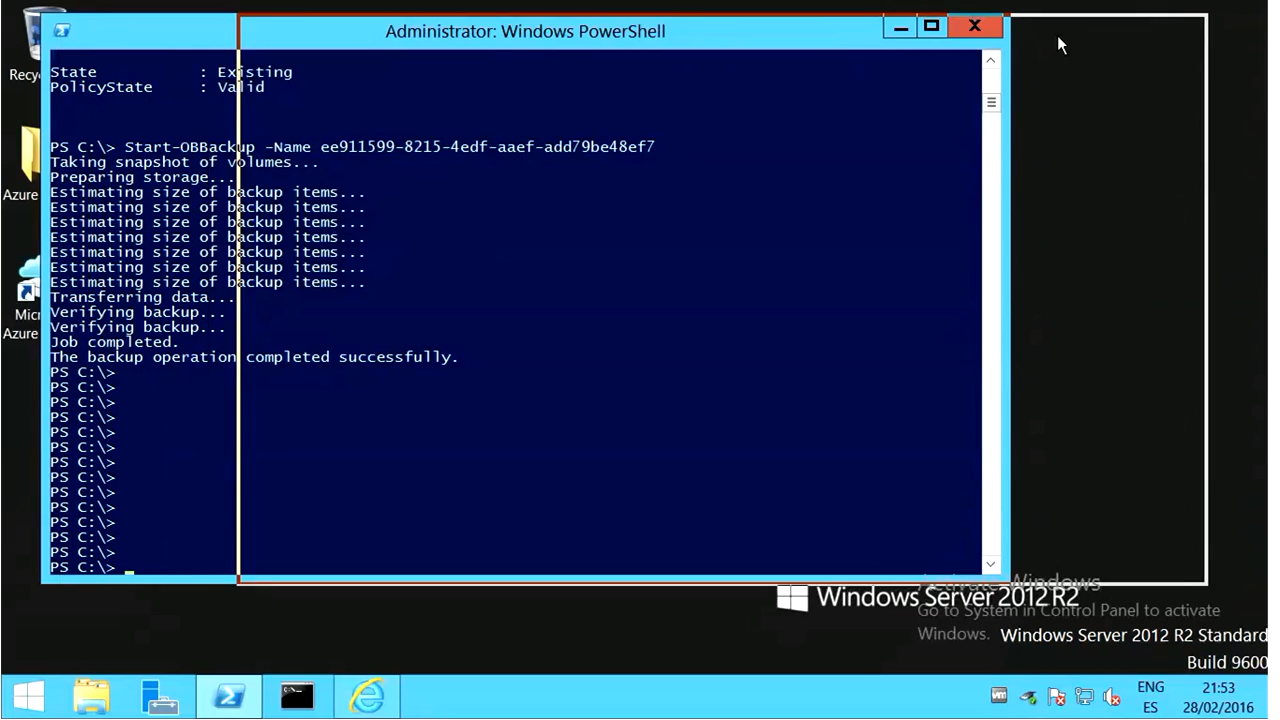 Administrator: Windows PowerShell
State : Existing
PolicyState : Valid
PS C:\> Start-OBBackup -Name ee911599-8215-4edf-aaef-add79be48ef7
Taking snapshot of volumes...
Preparing storage...
Estimating size of backup items...
Estimating size of backup items...
Estimating size of backup items...
Estimating size of backup items...
Estimating size of backup items...
Estimating size of backup items...
Estimating size of backup items...
Transferring data...
Verifying backup...
Verifying backup...
Job completed.
The backup operation completed successfully.
PS C:\>
PS C:\>
PS C:\>
PS C:\>
PS C:\>
PS C:\>
PS C:\>
PS C:\>
PS C:\>
PS C:\>
PS C:\>
PS C:\>
PS C:\>
PS C:\>
Recyc
Azure
Micr
Azure
Activate Windows
Windows Server 2012 R2
Go to System in Control Panel to activate
Windows.
Windows Server 2012 R2 Standard
Build 9600
ENG
ES
21:53
28/02/2016